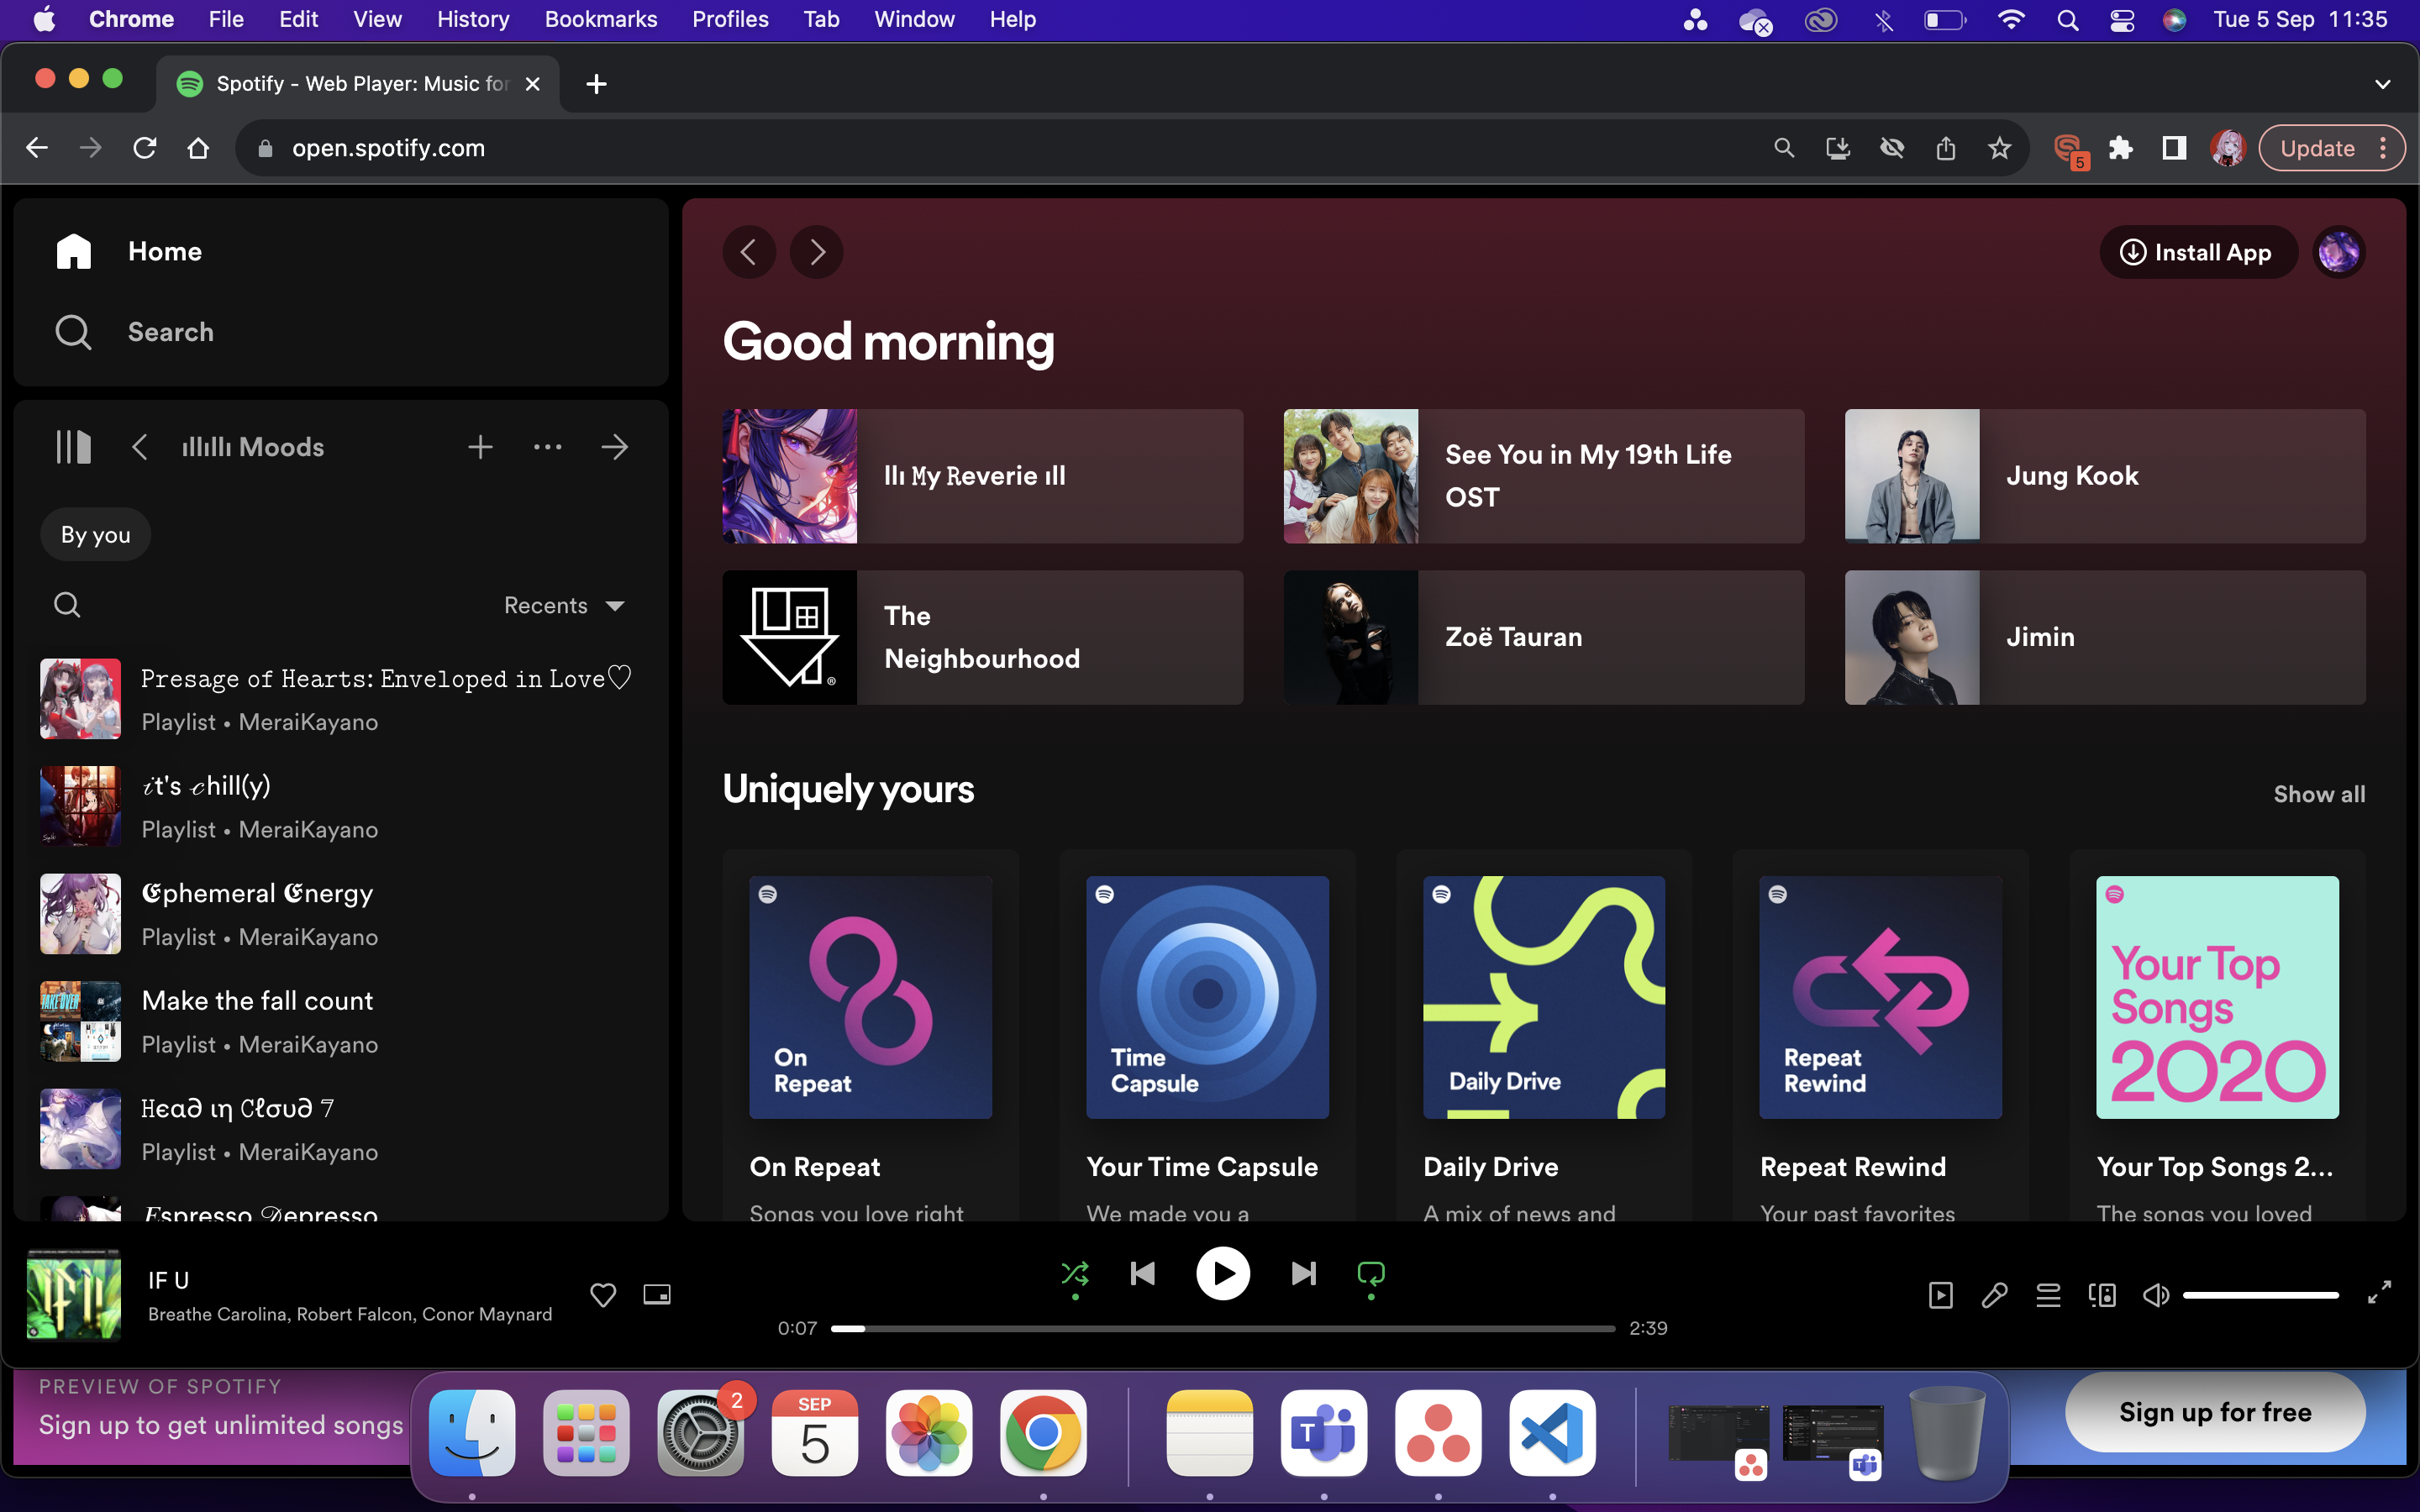 Chrome File Edit View History Bookmarks Profiles Tab Window Help Tue 5 Sep 11:35
Spotify - Web Player: Music for
open.spotify.com 5 Update
Home
Search
ıllıllı Moods
By you
Recents
Presage of Hearts: Enveloped in Love♡
Playlist • MeraiKayano
𝒾t's 𝒸hill(y)
Playlist • MeraiKayano
𝕰phemeral 𝕰nergy
Playlist • MeraiKayano
Make the fall count
Playlist • MeraiKayano
Hєα∂ ιη Cℓσυ∂ 7
Playlist • MeraiKayano
𝐸spresso 𝒟epresso
Install App
Good morning
llı My Reverie ıll
See You in My 19th Life
OST
Jung Kook
The
Neighbourhood
Zoë Tauran
Jimin
Uniquely yours
Show all
On
Repeat
Time
Capsule
Daily Drive
Repeat
Rewind
Your Top
Songs
2020
On Repeat
Songs you love right
Your Time Capsule
We made you a
Daily Drive
A mix of news and
Repeat Rewind
Your past favorites
Your Top Songs 2...
The songs you loved
IF U
Breathe Carolina, Robert Falcon, Conor Maynard
0:07
2:39
PREVIEW OF SPOTIFY
Sign up to get unlimited songs
2
SEP
5
T
Sign up for free